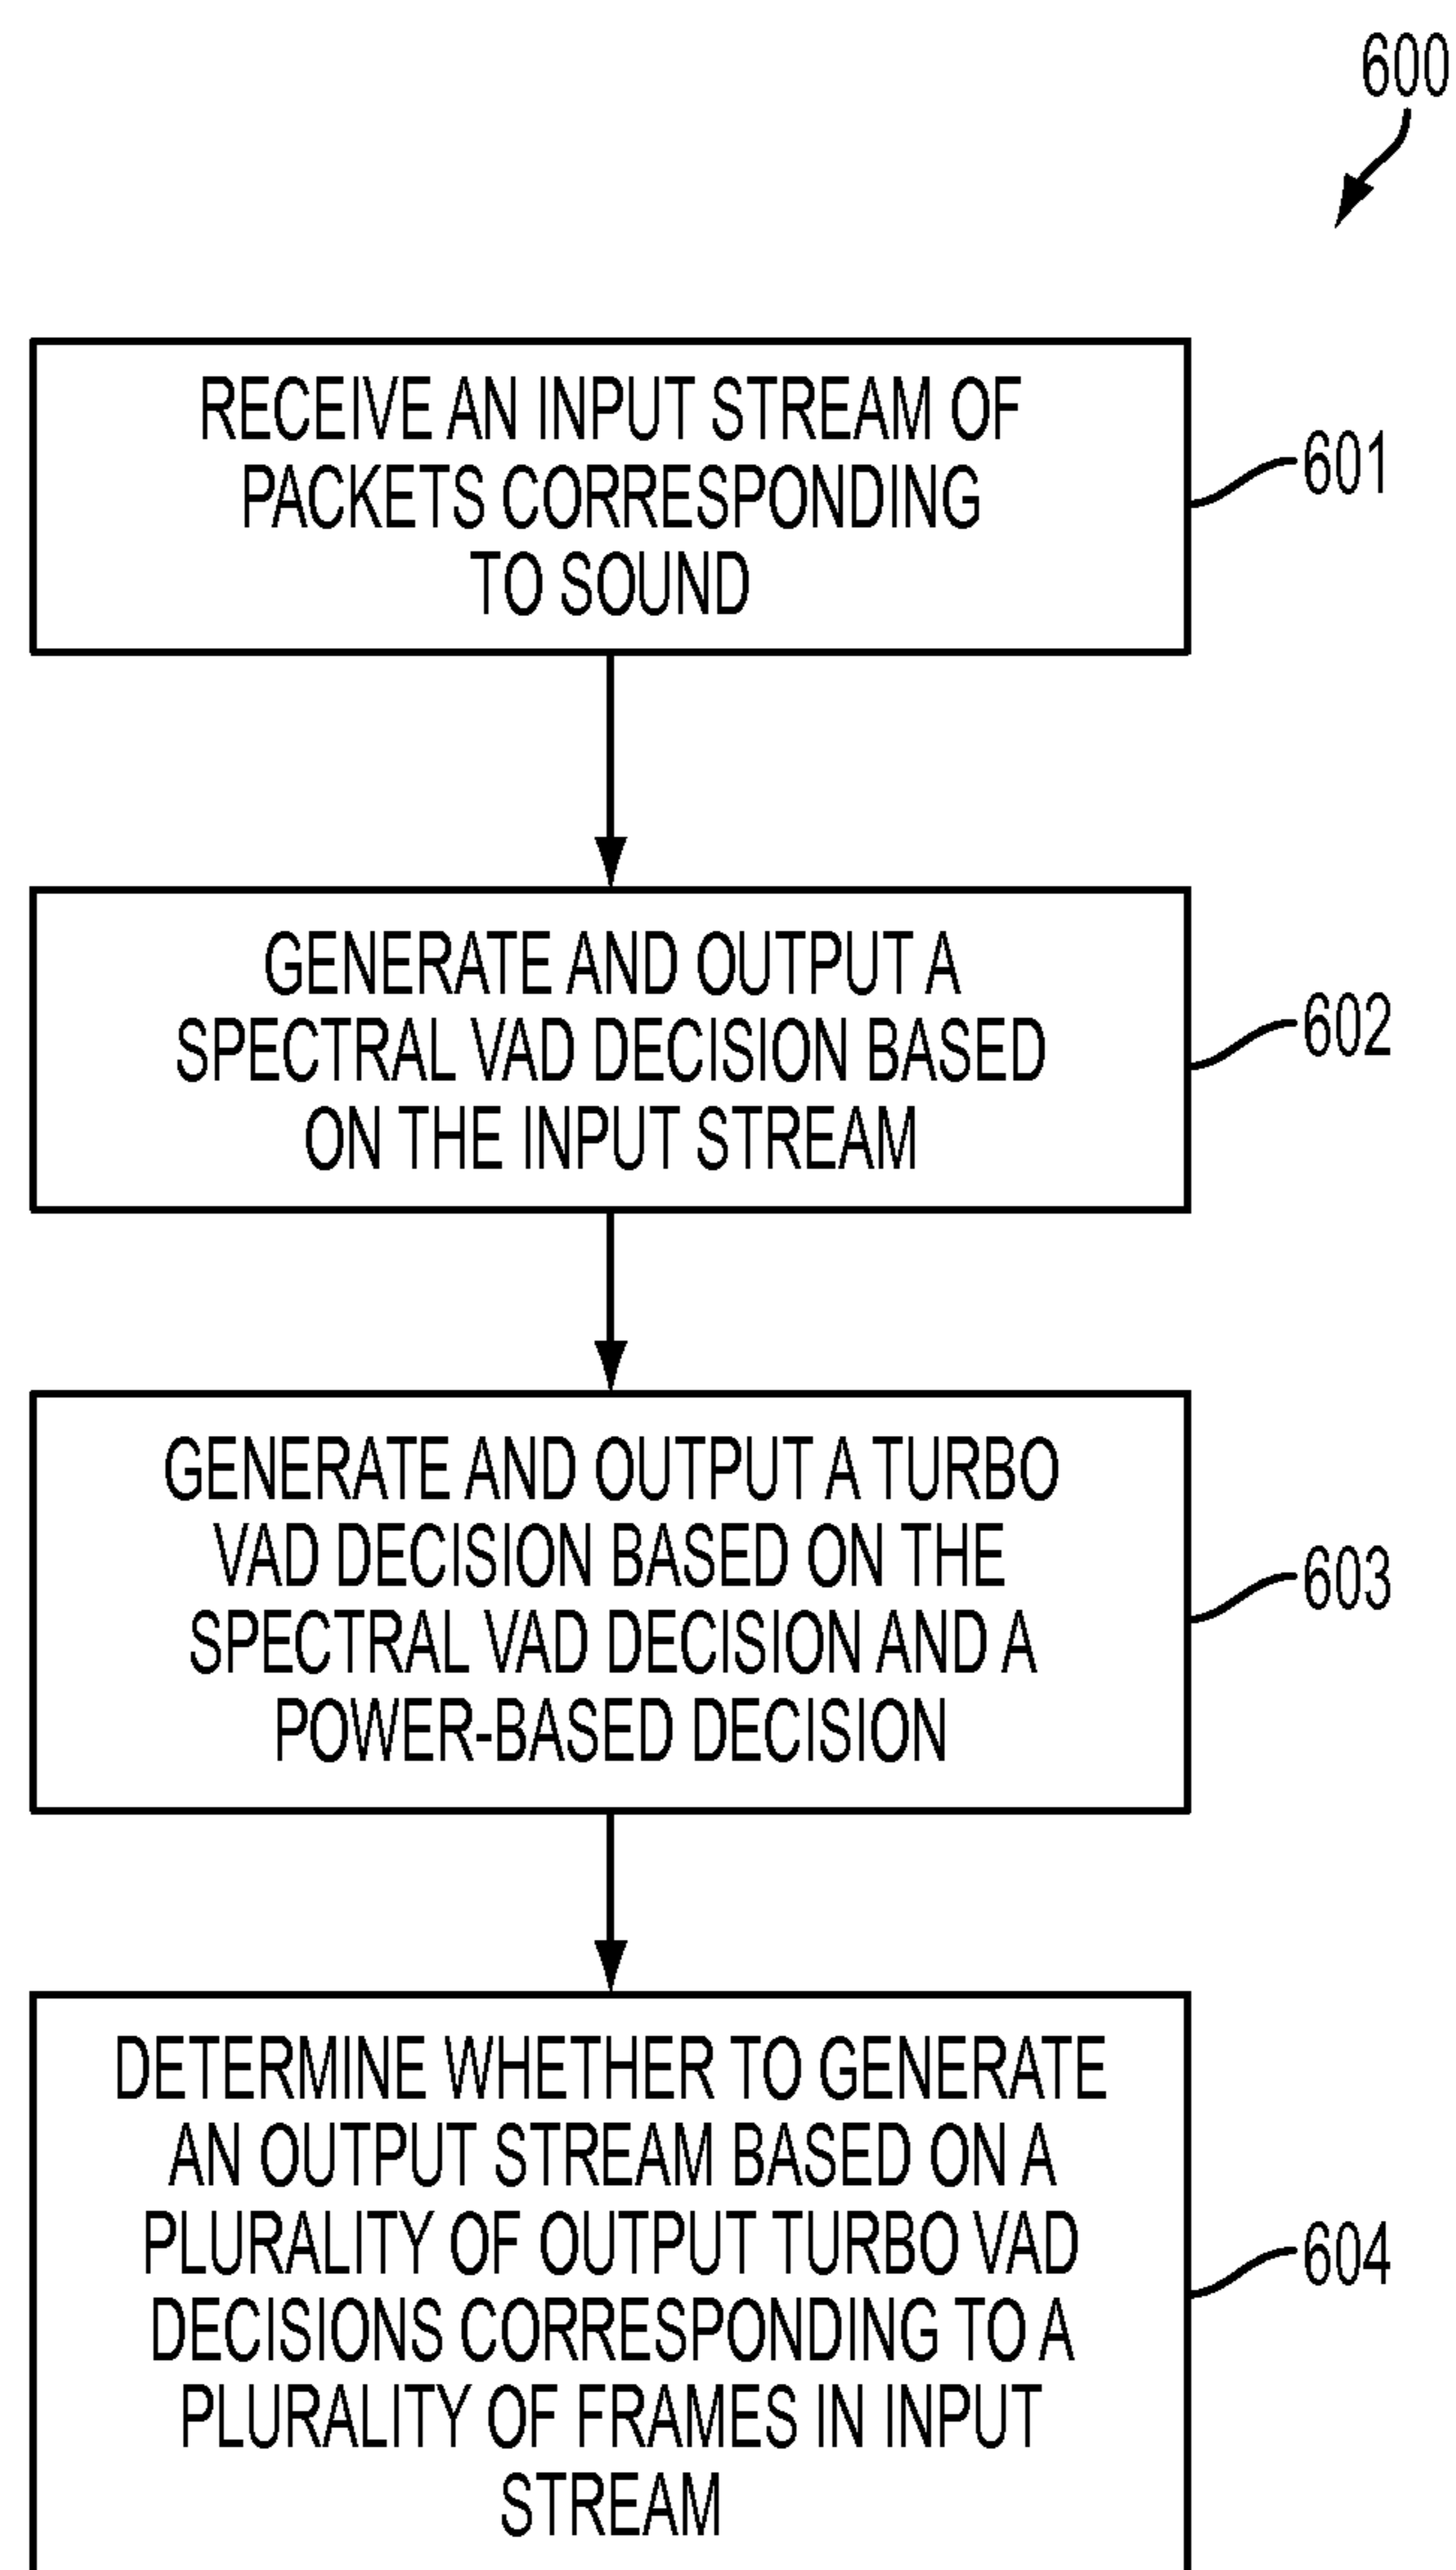 600
RECEIVE AN INPUT STREAM OF
PACKETS CORRESPONDING
TO SOUND
601
GENERATE AND OUTPUT A
SPECTRAL VAD DECISION BASED
ON THE INPUT STREAM
602
GENERATE AND OUTPUT A TURBO
VAD DECISION BASED ON THE
SPECTRAL VAD DECISION AND A
POWER-BASED DECISION
603
DETERMINE WHETHER TO GENERATE
AN OUTPUT STREAM BASED ON A
PLURALITY OF OUTPUT TURBO VAD
DECISIONS CORRESPONDING TO A
PLURALITY OF FRAMES IN INPUT
STREAM
604